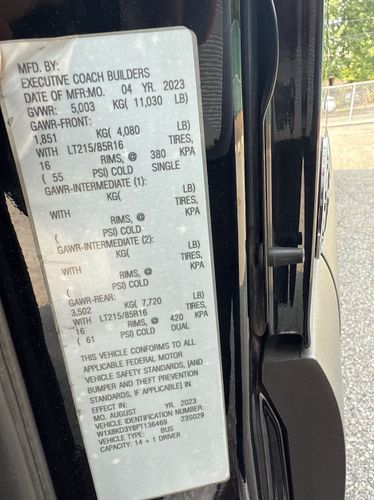 MFD. BY:
EXECUTIVE COACH BUILDERS
DATE OF MFR:MO. 04 YR. 2023
GVWR: 5,003 KG( 11,030 LB)
GAWR-FRONT:
1,851 KG( 4,080 LB)
WITH LT215/85R16 TIRES,
16 RIMS, @ 380 KPA
( 55 PSI) COLD SINGLE
GAWR-INTERMEDIATE (1):
KG( LB)
WITH TIRES,
RIMS, @ KPA
( PSI) COLD
GAWR-INTERMEDIATE (2):
KG( LB)
WITH TIRES,
RIMS, @ KPA
( PSI) COLD
GAWR-REAR:
3,502 KG( 7,720 LB)
WITH LT215/85R16 TIRES,
16 RIMS, @ 420 KPA
( 61 PSI) COLD DUAL
THIS VEHICLE CONFORMS TO ALL
APPLICABLE FEDERAL MOTOR
VEHICLE SAFETY STANDARDS, (AND
BUMPER AND THEFT PREVENTION
STANDARDS, IF APPLICABLE) IN
EFFECT IN:
MO. AUGUST YR. 2023
VEHICLE IDENTIFICATION NUMBER:
W1X8KD3Y8PT136469 23S029
VEHICLE TYPE: BUS
CAPACITY: 14 + 1 DRIVER